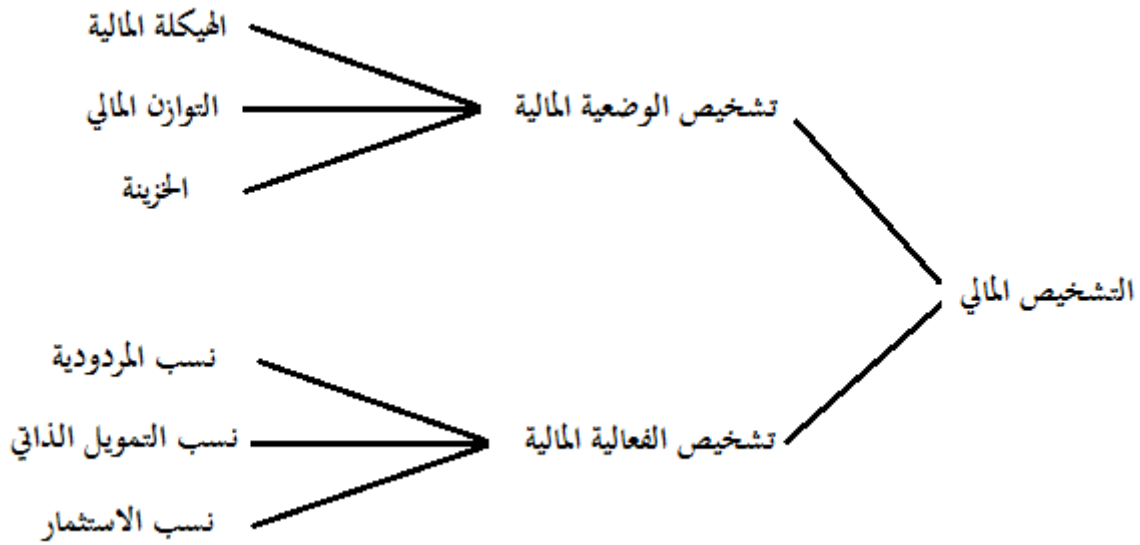 الهيكلة المالية
التوازن المالي
تشخيص الوضعية المالية
الخزينة
التشخيص المالي
نسب المردودية
نسب التمويل الذاتي
تشخيص الفعالية المالية
نسب الاستثمار